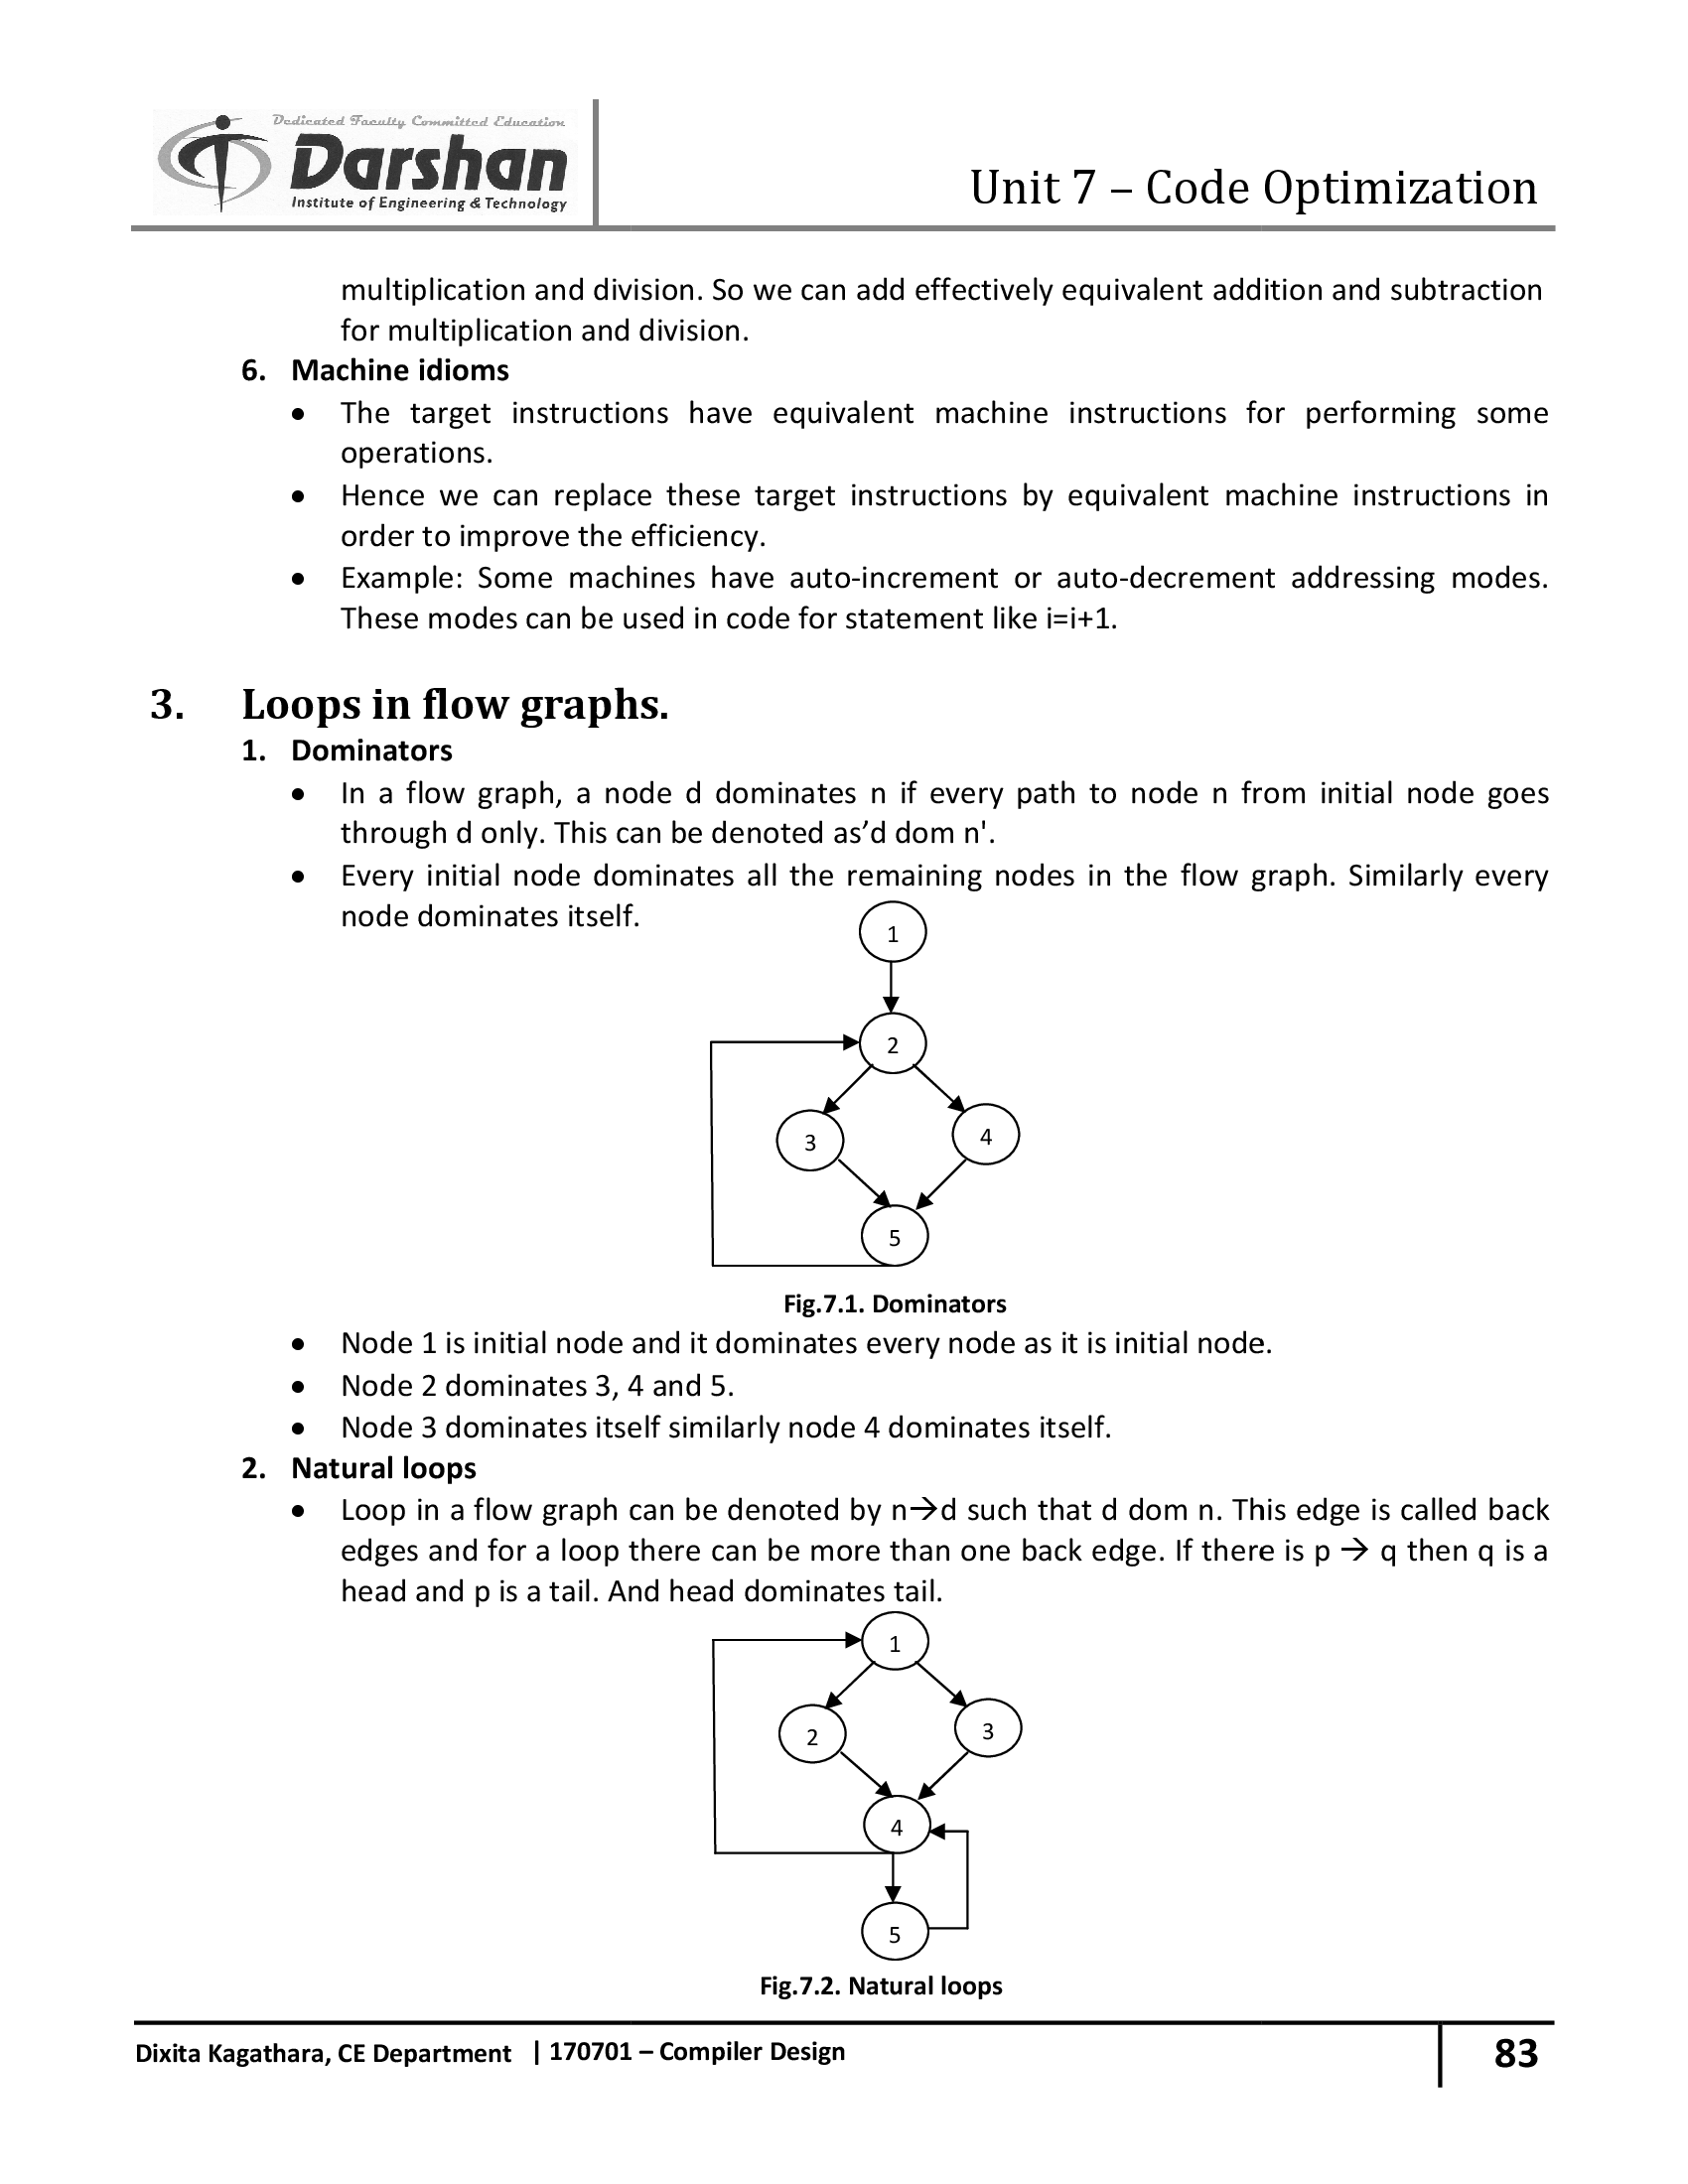 Dedicated Faculty Committed Education
Darshan
Institute of Engineering & Technology
Unit 7 – Code Optimization
multiplication and division. So we can add effectively equivalent addition and subtraction
for multiplication and division.
6. Machine idioms
• The target instructions have equivalent machine instructions for performing some
operations.
• Hence we can replace these target instructions by equivalent machine instructions in
order to improve the efficiency.
• Example: Some machines have auto-increment or auto-decrement addressing modes.
These modes can be used in code for statement like i=i+1.
3. Loops in flow graphs.
1. Dominators
• In a flow graph, a node d dominates n if every path to node n from initial node goes
through d only. This can be denoted as’d dom n'.
• Every initial node dominates all the remaining nodes in the flow graph. Similarly every
node dominates itself.
1
2
3
4
5
Fig.7.1. Dominators
• Node 1 is initial node and it dominates every node as it is initial node.
• Node 2 dominates 3, 4 and 5.
• Node 3 dominates itself similarly node 4 dominates itself.
2. Natural loops
• Loop in a flow graph can be denoted by n→d such that d dom n. This edge is called back
edges and for a loop there can be more than one back edge. If there is p → q then q is a
head and p is a tail. And head dominates tail.
1
2
3
4
5
Fig.7.2. Natural loops
Dixita Kagathara, CE Department | 170701 – Compiler Design
83